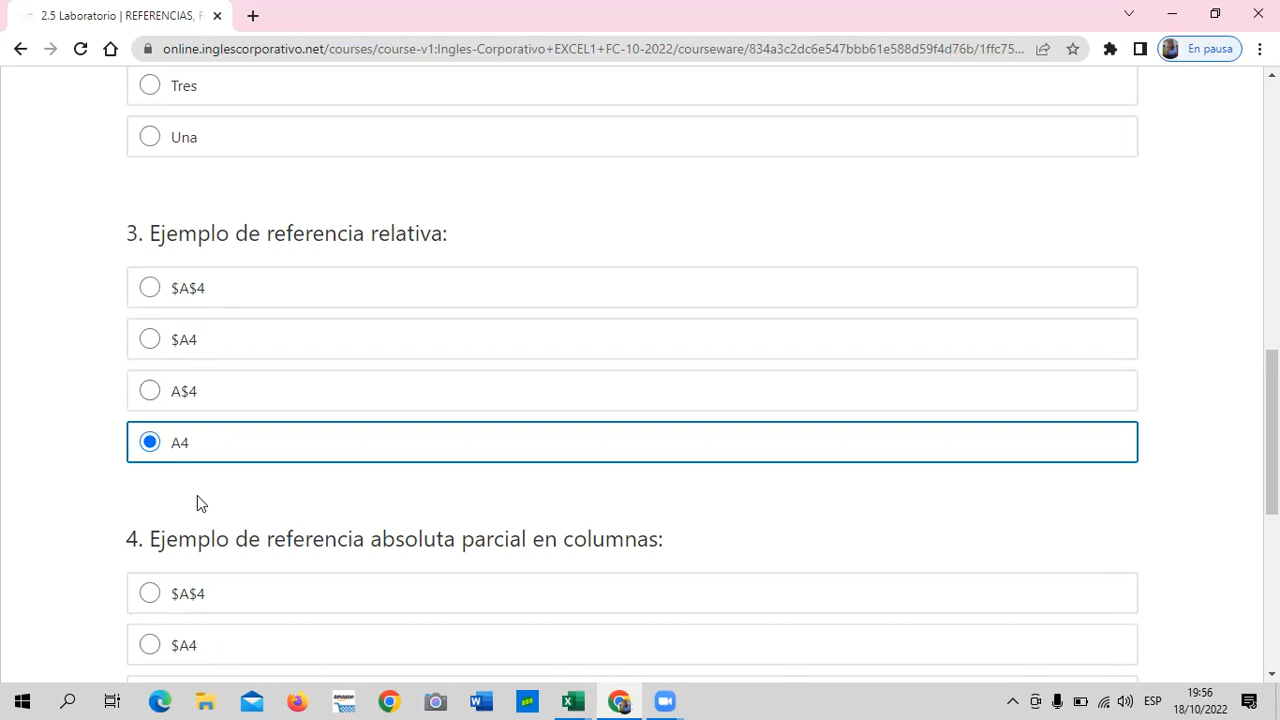 2.5 Laboratorio | REFERENCIAS, F
online.inglescorporativo.net/courses/course-v1:Ingles-Corporativo+EXCEL1+FC-10-2022/courseware/834a3c2dc6e547bbb61e588d59f4d76b/1ffc75...
En pausa
Tres
Una
3. Ejemplo de referencia relativa:
$A$4
$A4
A$4
A4
4. Ejemplo de referencia absoluta parcial en columnas:
$A$4
$A4
amazon
ESP
19:56
18/10/2022